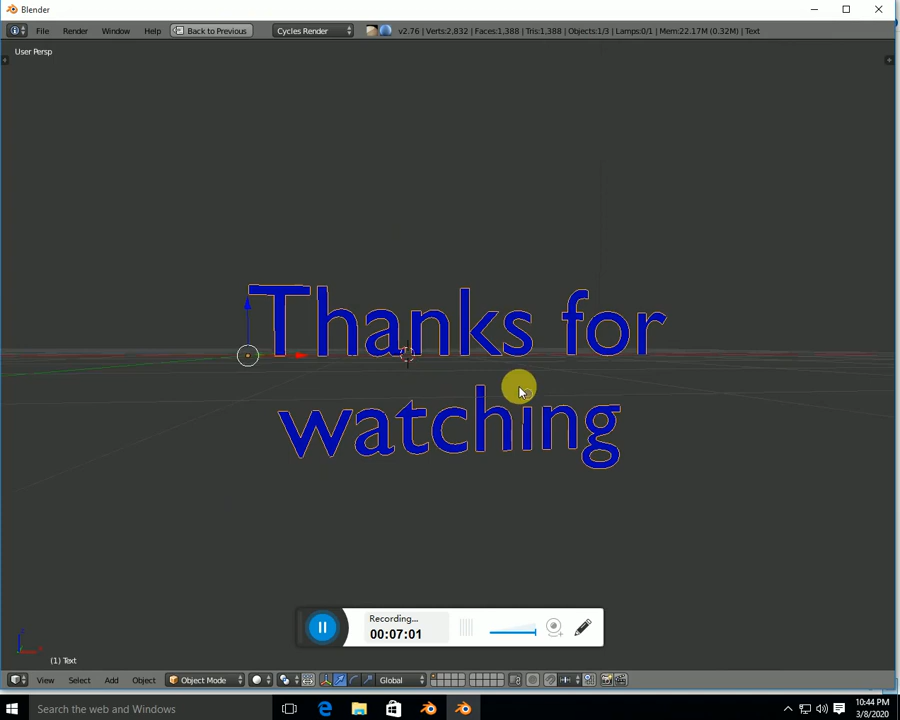 Blender
File Render Window Help Back to Previous Cycles Render v2.76 | Verts:2,832 | Faces:1,388 | Tris:1,388 | Objects:1/3 | Lamps:0/1 | Mem:22.17M (0.32M) | Text
User Persp
Thanks for
watching
Recording...
00:07:01
(1) Text
View Select Add Object Object Mode Global
Search the web and Windows
10:44 PM
3/8/2020